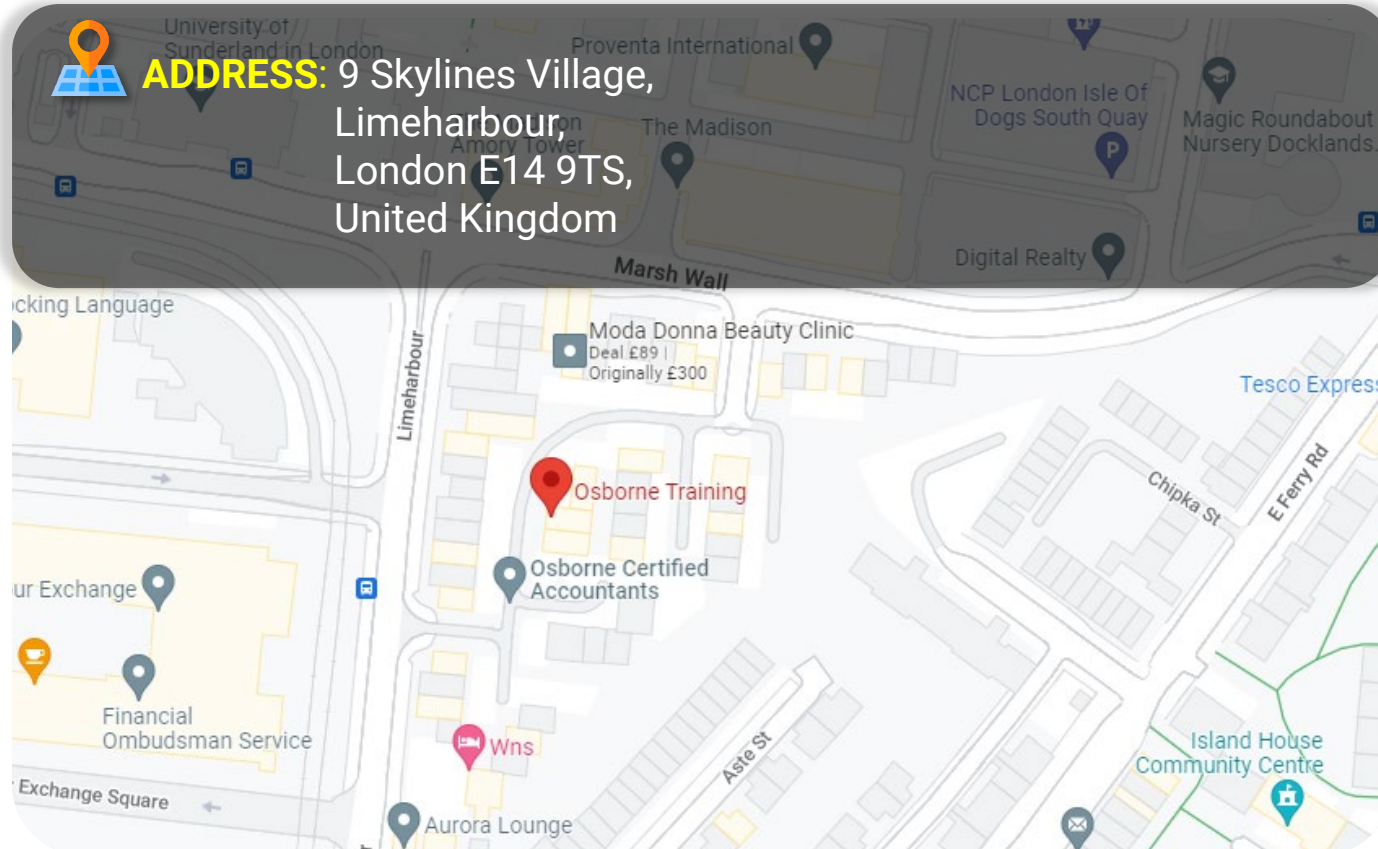 University of
Sunderland in London
Proventa International
ADDRESS: 9 Skylines Village,
Limeharbour,
London E14 9TS,
United Kingdom
Madison
Amory Tower
The Madison
NCP London Isle Of
Dogs South Quay
P
Magic Roundabout
Nursery Docklands
Digital Realty
Marsh Wall
cking Language
Limeharbour
Moda Donna Beauty Clinic
Deal £89 |
Originally £300
Tesco Express
Osborne Training
Chipka St
E Ferry Rd
Osborne Certified
Accountants
ur Exchange
Financial
Ombudsman Service
Wns
Aste St
Island House
Community Centre
Exchange Square
Aurora Lounge